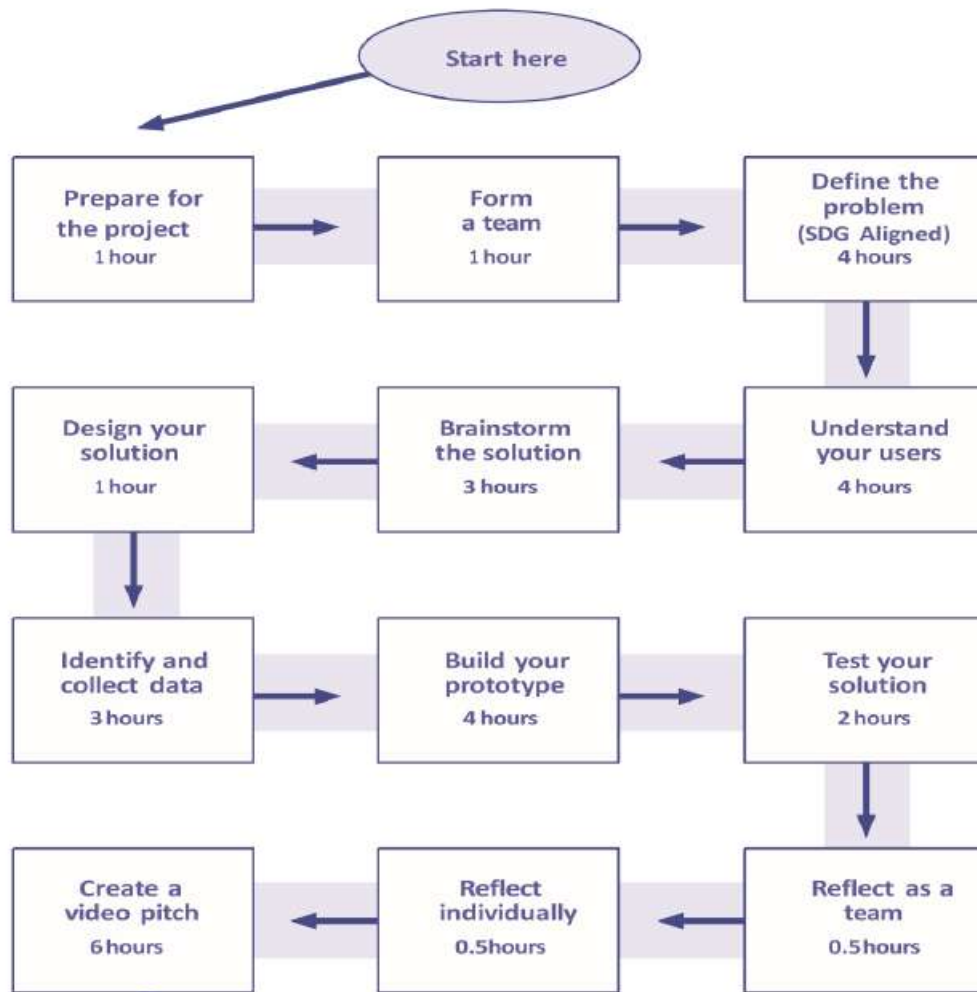 Start here
Prepare for
the project
1 hour
Form
a team
1 hour
Define the
problem
(SDG Aligned)
4 hours
Understand
your users
4 hours
Brainstorm
the solution
3 hours
Design your
solution
1 hour
Identify and
collect data
3 hours
Build your
prototype
4 hours
Test your
solution
2 hours
Reflect as a
team
0.5hours
Reflect
individually
0.5hours
Create a
video pitch
6 hours